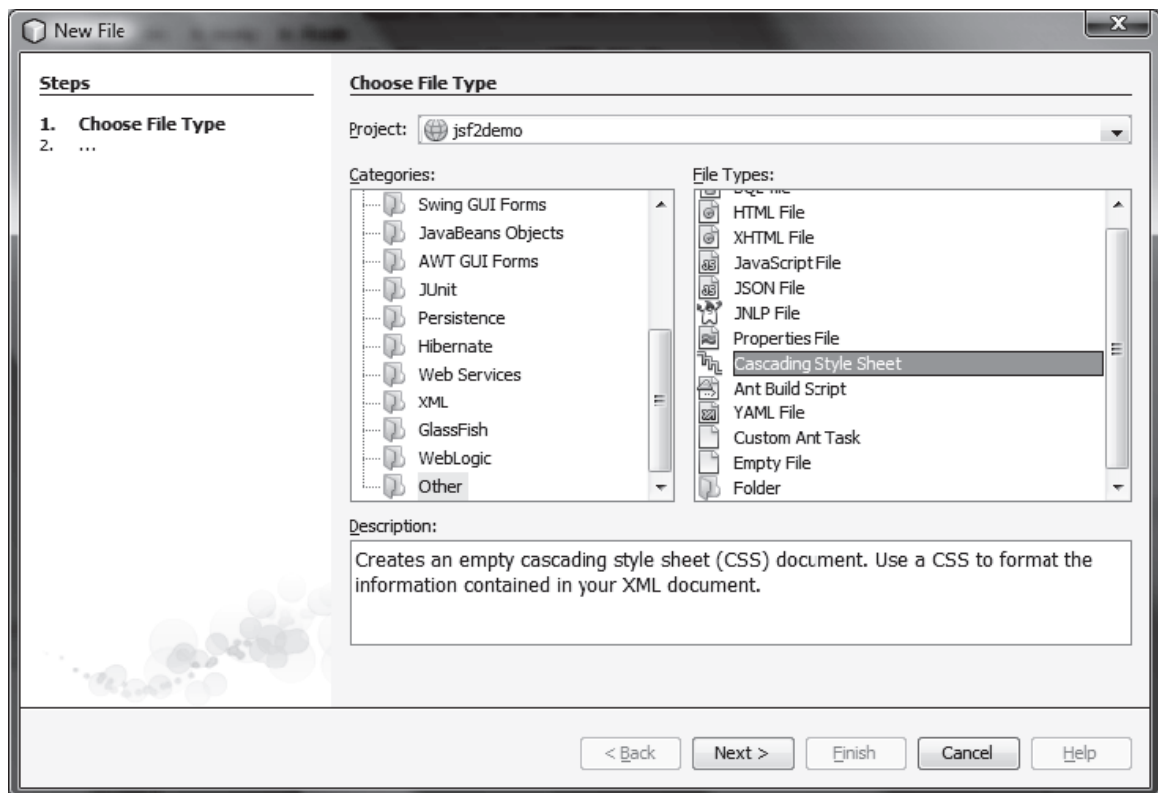 New File
X
Steps
1. Choose File Type
2. ...
Choose File Type
Project: jsf2demo
Categories:
Swing GUI Forms
JavaBeans Objects
AWT GUI Forms
JUnit
Persistence
Hibernate
Web Services
XML
GlassFish
WebLogic
Other
File Types:
HTML File
XHTML File
JavaScript File
JSON File
JNLP File
Properties File
Cascading Style Sheet
Ant Build Script
YAML File
Custom Ant Task
Empty File
Folder
Description:
Creates an empty cascading style sheet (CSS) document. Use a CSS to format the
information contained in your XML document.
< Back
Next >
Finish
Cancel
Help